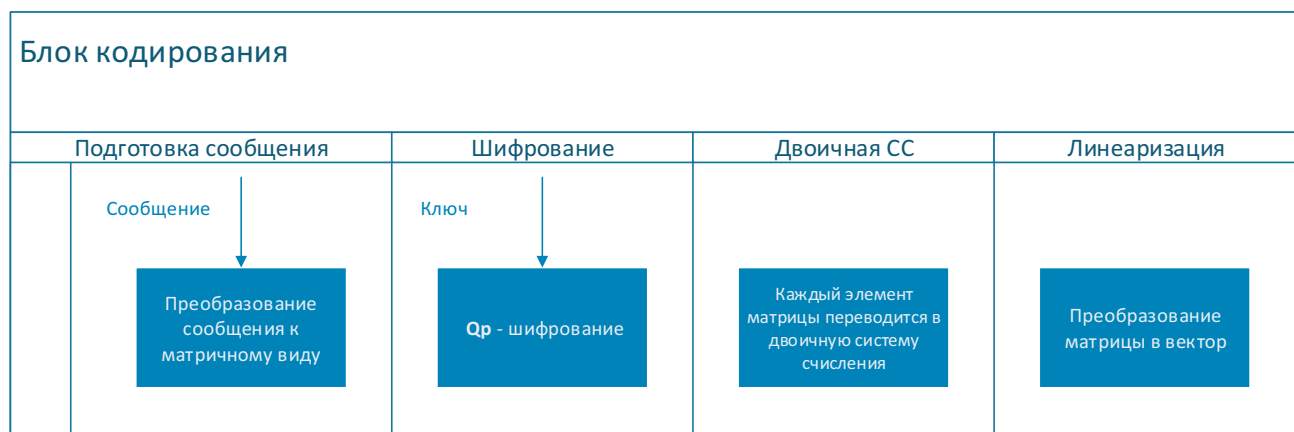 Блок кодирования
Подготовка сообщения
Шифрование
Двоичная СС
Линеаризация
Сообщение
Ключ
Преобразование
сообщения к
матричному виду
Qp - шифрование
Каждый элемент
матрицы переводится в
двоичную систему
счисления
Преобразование
матрицы в вектор